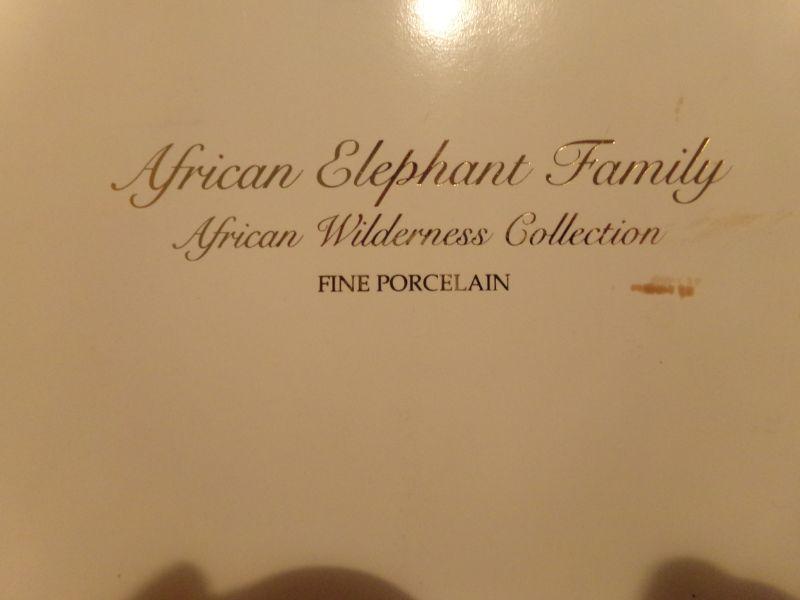 African Elephant Family
African Wilderness Collection
FINE PORCELAIN